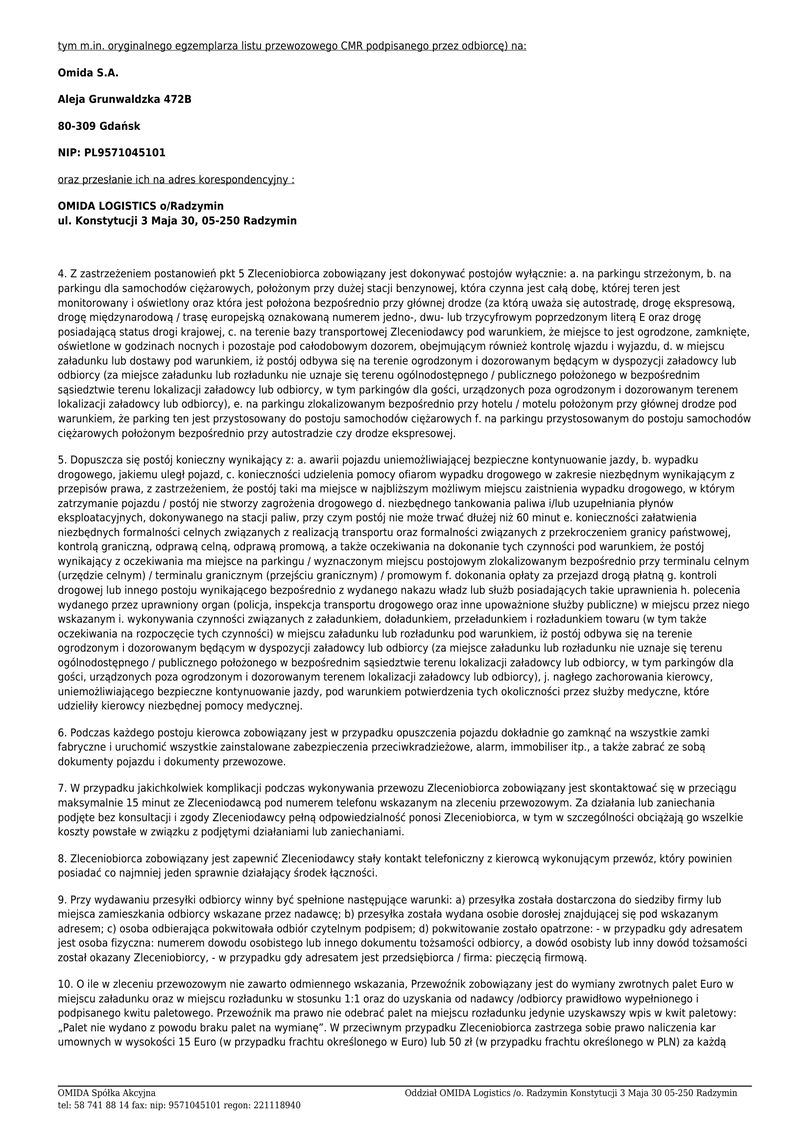 tym m.in. oryginalnego egzemplarza listu przewozowego CMR podpisanego przez odbiorcę) na:
Omida S.A.
Aleja Grunwaldzka 472B
80-309 Gdańsk
NIP: PL9571045101
oraz przesłanie ich na adres korespondencyjny :
OMIDA LOGISTICS o/Radzymin
ul. Konstytucji 3 Maja 30, 05-250 Radzymin
4. Z zastrzeżeniem postanowień pkt 5 Zleceniobiorca zobowiązany jest dokonywać postojów wyłącznie: a. na parkingu strzeżonym, b. na
parkingu dla samochodów ciężarowych, położonym przy dużej stacji benzynowej, która czynna jest całą dobę, której teren jest
monitorowany i oświetlony oraz która jest położona bezpośrednio przy głównej drodze (za którą uważa się autostradę, drogę ekspresową,
drogę międzynarodową / trasę europejską oznakowaną numerem jedno-, dwu- lub trzycyfrowym poprzedzonym literą E oraz drogę
posiadającą status drogi krajowej, c. na terenie bazy transportowej Zleceniodawcy pod warunkiem, że miejsce to jest ogrodzone, zamknięte,
oświetlone w godzinach nocnych i pozostaje pod całodobowym dozorem, obejmującym również kontrolę wjazdu i wyjazdu, d. w miejscu
załadunku lub dostawy pod warunkiem, iż postój odbywa się na terenie ogrodzonym i dozorowanym będącym w dyspozycji załadowcy lub
odbiorcy (za miejsce załadunku lub rozładunku nie uznaje się terenu ogólnodostępnego / publicznego położonego w bezpośrednim
sąsiedztwie terenu lokalizacji załadowcy lub odbiorcy, w tym parkingów dla gości, urządzonych poza ogrodzonym i dozorowanym terenem
lokalizacji załadowcy lub odbiorcy), e. na parkingu zlokalizowanym bezpośrednio przy hotelu / motelu położonym przy głównej drodze pod
warunkiem, że parking ten jest przystosowany do postoju samochodów ciężarowych f. na parkingu przystosowanym do postoju samochodów
ciężarowych położonym bezpośrednio przy autostradzie czy drodze ekspresowej.
5. Dopuszcza się postój konieczny wynikający z: a. awarii pojazdu uniemożliwiającej bezpieczne kontynuowanie jazdy, b. wypadku
drogowego, jakiemu uległ pojazd, c. konieczności udzielenia pomocy ofiarom wypadku drogowego w zakresie niezbędnym wynikającym z
przepisów prawa, z zastrzeżeniem, że postój taki ma miejsce w najbliższym możliwym miejscu zaistnienia wypadku drogowego, w którym
zatrzymanie pojazdu / postój nie stworzy zagrożenia drogowego d. niezbędnego tankowania paliwa i/lub uzupełniania płynów
eksploatacyjnych, dokonywanego na stacji paliw, przy czym postój nie może trwać dłużej niż 60 minut e. konieczności załatwienia
niezbędnych formalności celnych związanych z realizacją transportu oraz formalności związanych z przekroczeniem granicy państwowej,
kontrolą graniczną, odprawą celną, odprawą promową, a także oczekiwania na dokonanie tych czynności pod warunkiem, że postój
wynikający z oczekiwania ma miejsce na parkingu / wyznaczonym miejscu postojowym zlokalizowanym bezpośrednio przy terminalu celnym
(urzędzie celnym) / terminalu granicznym (przejściu granicznym) / promowym f. dokonania opłaty za przejazd drogą płatną g. kontroli
drogowej lub innego postoju wynikającego bezpośrednio z wydanego nakazu władz lub służb posiadających takie uprawnienia h. polecenia
wydanego przez uprawniony organ (policja, inspekcja transportu drogowego oraz inne upoważnione służby publiczne) w miejscu przez niego
wskazanym i. wykonywania czynności związanych z załadunkiem, doładunkiem, przeładunkiem i rozładunkiem towaru (w tym także
oczekiwania na rozpoczęcie tych czynności) w miejscu załadunku lub rozładunku pod warunkiem, iż postój odbywa się na terenie
ogrodzonym i dozorowanym będącym w dyspozycji załadowcy lub odbiorcy (za miejsce załadunku lub rozładunku nie uznaje się terenu
ogólnodostępnego / publicznego położonego w bezpośrednim sąsiedztwie terenu lokalizacji załadowcy lub odbiorcy, w tym parkingów dla
gości, urządzonych poza ogrodzonym i dozorowanym terenem lokalizacji załadowcy lub odbiorcy), j. nagłego zachorowania kierowcy,
uniemożliwiającego bezpieczne kontynuowanie jazdy, pod warunkiem potwierdzenia tych okoliczności przez służby medyczne, które
udzieliły kierowcy niezbędnej pomocy medycznej.
6. Podczas każdego postoju kierowca zobowiązany jest w przypadku opuszczenia pojazdu dokładnie go zamknąć na wszystkie zamki
fabryczne i uruchomić wszystkie zainstalowane zabezpieczenia przeciwkradzieżowe, alarm, immobiliser itp., a także zabrać ze sobą
dokumenty pojazdu i dokumenty przewozowe.
7. W przypadku jakichkolwiek komplikacji podczas wykonywania przewozu Zleceniobiorca zobowiązany jest skontaktować się w przeciągu
maksymalnie 15 minut ze Zleceniodawcą pod numerem telefonu wskazanym na zleceniu przewozowym. Za działania lub zaniechania
podjęte bez konsultacji i zgody Zleceniodawcy pełną odpowiedzialność ponosi Zleceniobiorca, w tym w szczególności obciążają go wszelkie
koszty powstałe w związku z podjętymi działaniami lub zaniechaniami.
8. Zleceniobiorca zobowiązany jest zapewnić Zleceniodawcy stały kontakt telefoniczny z kierowcą wykonującym przewóz, który powinien
posiadać co najmniej jeden sprawnie działający środek łączności.
9. Przy wydawaniu przesyłki odbiorcy winny być spełnione następujące warunki: a) przesyłka została dostarczona do siedziby firmy lub
miejsca zamieszkania odbiorcy wskazane przez nadawcę; b) przesyłka została wydana osobie dorosłej znajdującej się pod wskazanym
adresem; c) osoba odbierająca pokwitowała odbiór czytelnym podpisem; d) pokwitowanie zostało opatrzone: - w przypadku gdy adresatem
jest osoba fizyczna: numerem dowodu osobistego lub innego dokumentu tożsamości odbiorcy, a dowód osobisty lub inny dowód tożsamości
został okazany Zleceniobiorcy, - w przypadku gdy adresatem jest przedsiębiorca / firma: pieczęcią firmową.
10. O ile w zleceniu przewozowym nie zawarto odmiennego wskazania, Przewoźnik zobowiązany jest do wymiany zwrotnych palet Euro w
miejscu załadunku oraz w miejscu rozładunku w stosunku 1:1 oraz do uzyskania od nadawcy /odbiorcy prawidłowo wypełnionego i
podpisanego kwitu paletowego. Przewoźnik ma prawo nie odebrać palet na miejscu rozładunku jedynie uzyskawszy wpis w kwit paletowy:
„Palet nie wydano z powodu braku palet na wymianę”. W przeciwnym przypadku Zleceniobiorca zastrzega sobie prawo naliczenia kar
umownych w wysokości 15 Euro (w przypadku frachtu określonego w Euro) lub 50 zł (w przypadku frachtu określonego w PLN) za każdą
OMIDA Spółka Akcyjna
tel: 58 741 88 14 fax: nip: 9571045101 regon: 221118940
Oddział OMIDA Logistics /o. Radzymin Konstytucji 3 Maja 30 05-250 Radzymin